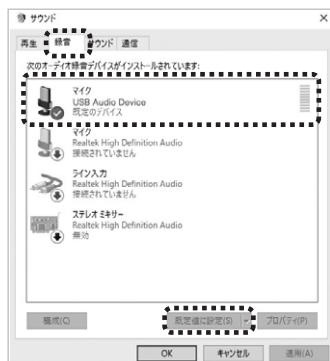 サウンド
再生 録音 サウンド 通信
次のオーディオ録音デバイスがインストールされています:
マイク
USB Audio Device
既定のデバイス
マイク
Realtek High Definition Audio
接続されていません
ライン入力
Realtek High Definition Audio
接続されていません
ステレオ ミキサー
Realtek High Definition Audio
無効
構成(C) 既定値に設定(S) プロパティ(P)
OK キャンセル 適用(A)